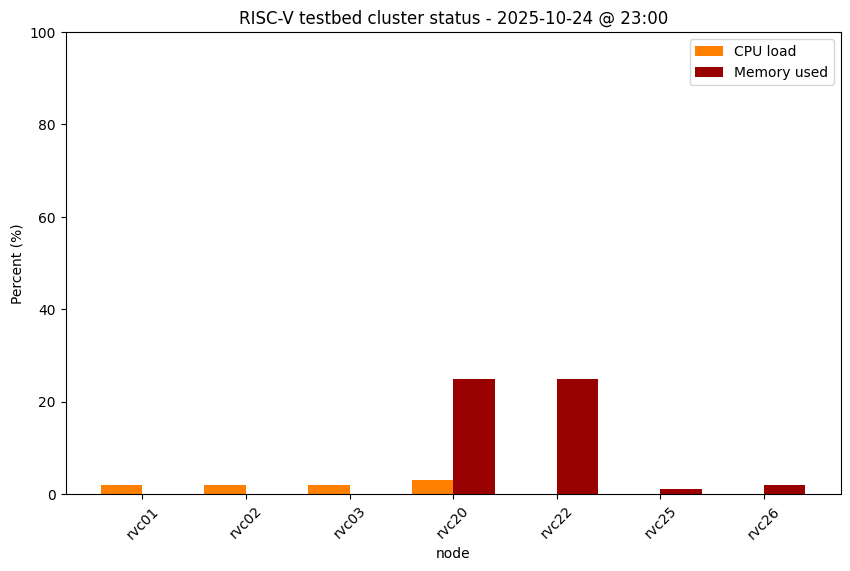 RISC-V testbed cluster status - 2025-10-24 @ 23:00
CPU load
Memory used
Percent (%)
100
80
60
40
20
0
rvc01
rvc02
rvc03
rvc20
rvc22
rvc25
rvc26
node